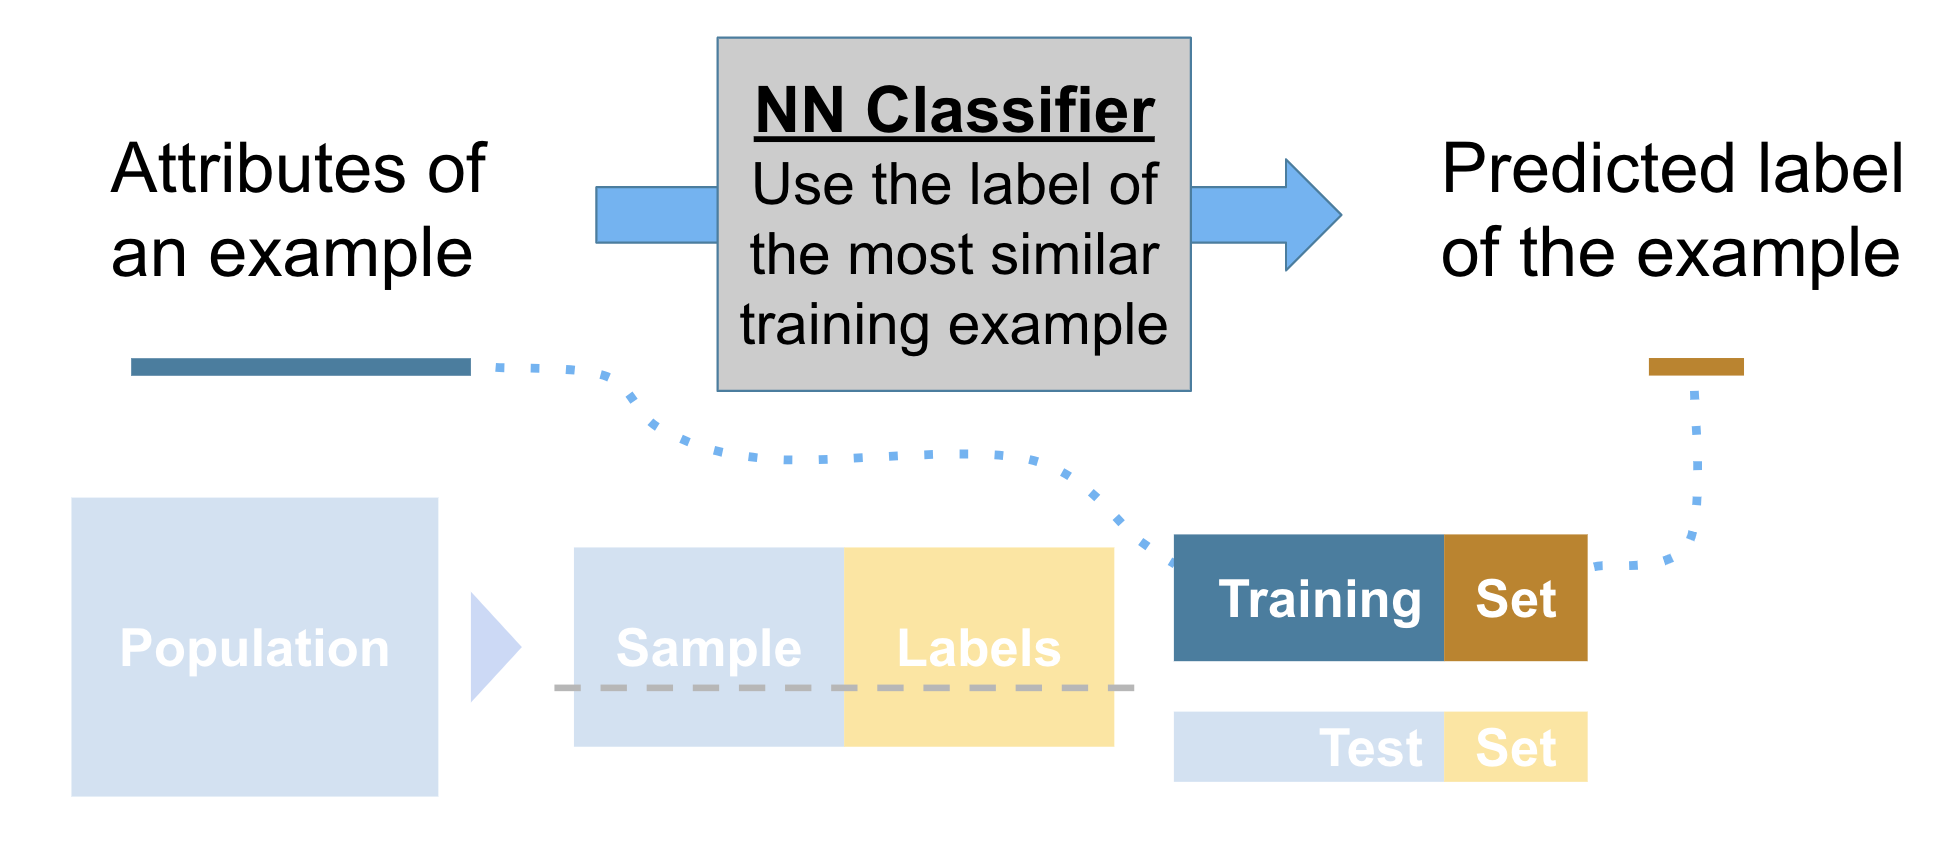 NN Classifier
Use the label of
the most similar
training example
Attributes of
an example
Predicted label
of the example
Population
Sample
Labels
Training Set
Test Set